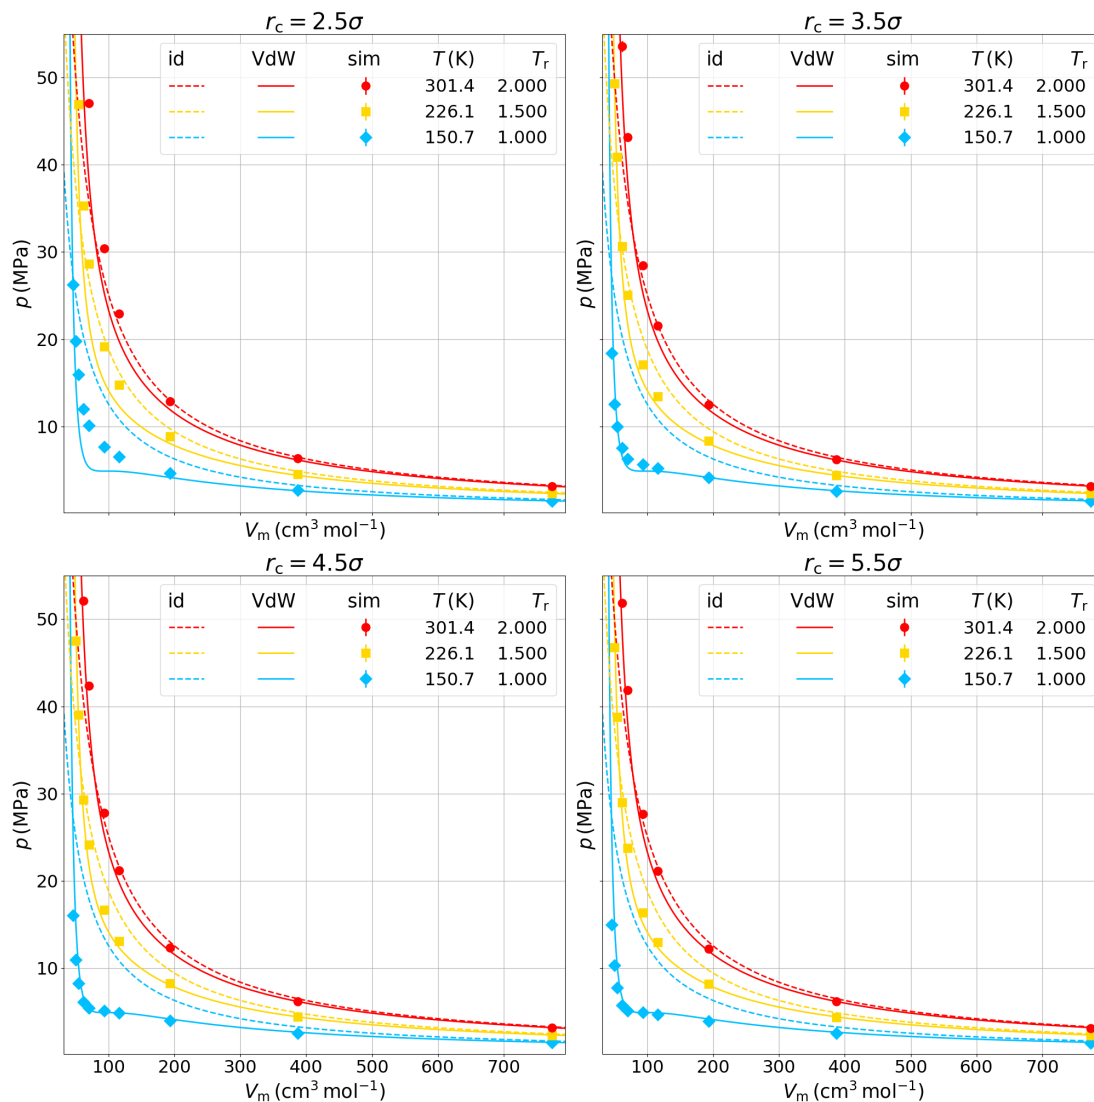 r_c = 2.5σ
id VdW sim T (K) T_r
301.4 2.000
226.1 1.500
150.7 1.000
50
40
30
20
10
p (MPa)
V_m (cm³ mol⁻¹)
r_c = 3.5σ
id VdW sim T (K) T_r
301.4 2.000
226.1 1.500
150.7 1.000
p (MPa)
V_m (cm³ mol⁻¹)
r_c = 4.5σ
id VdW sim T (K) T_r
301.4 2.000
226.1 1.500
150.7 1.000
50
40
30
20
10
p (MPa)
100 200 300 400 500 600 700
V_m (cm³ mol⁻¹)
r_c = 5.5σ
id VdW sim T (K) T_r
301.4 2.000
226.1 1.500
150.7 1.000
p (MPa)
100 200 300 400 500 600 700
V_m (cm³ mol⁻¹)